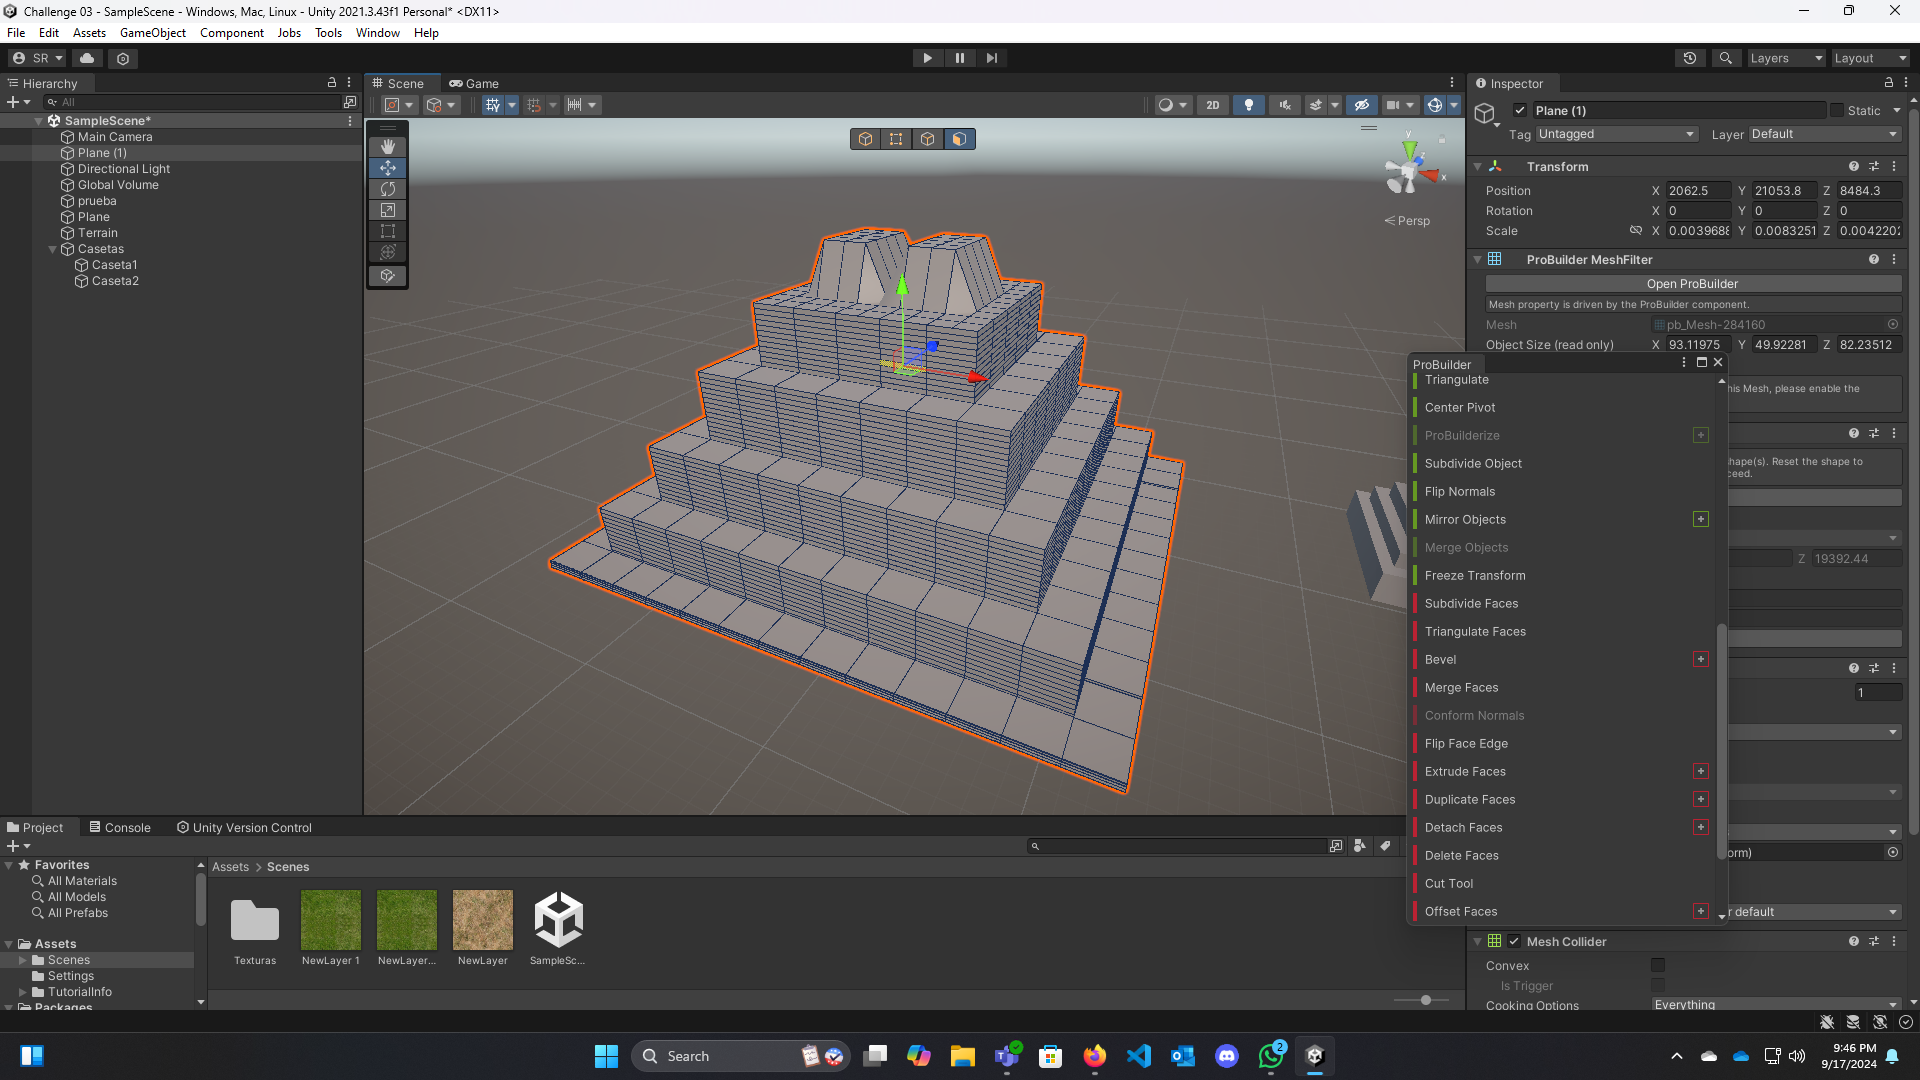 Challenge 03 - SampleScene - Windows, Mac, Linux - Unity 2021.3.43f1 Personal* <DX11>
File Edit Assets GameObject Component Jobs Tools Window Help
SR
Layers Layout
Hierarchy
All
SampleScene*
Main Camera
Plane (1)
Directional Light
Global Volume
prueba
Plane
Terrain
Casetas
Caseta1
Caseta2
Scene Game
2D
y
z
x
Persp
Inspector
Plane (1) Static
Tag Untagged Layer Default
Transform
Position X 2062.5 Y 21053.8 Z 8484.3
Rotation X 0 Y 0 Z 0
Scale X 0.0039688 Y 0.0083251 Z 0.0042202
ProBuilder MeshFilter
Open ProBuilder
Mesh property is driven by the ProBuilder component.
Mesh pb_Mesh-284160
Object Size (read only) X 93.11975 Y 49.92281 Z 82.23512
ProBuilder
Triangulate
Center Pivot
ProBuilderize
Subdivide Object
Flip Normals
Mirror Objects
Merge Objects
Freeze Transform
Subdivide Faces
Triangulate Faces
Bevel
Merge Faces
Conform Normals
Flip Face Edge
Extrude Faces
Duplicate Faces
Detach Faces
Delete Faces
Cut Tool
Offset Faces
his Mesh, please enable the
hape(s). Reset the shape to
ceed.
Z 19392.44
1
orm)
r default
Mesh Collider
Convex
Is Trigger
Cooking Options Everything
Project Console Unity Version Control
Favorites
All Materials
All Models
All Prefabs
Assets
Scenes
Settings
TutorialInfo
Packages
Assets > Scenes
Texturas NewLayer 1 NewLayer... NewLayer SampleSc...
Search
2
9:46 PM
9/17/2024